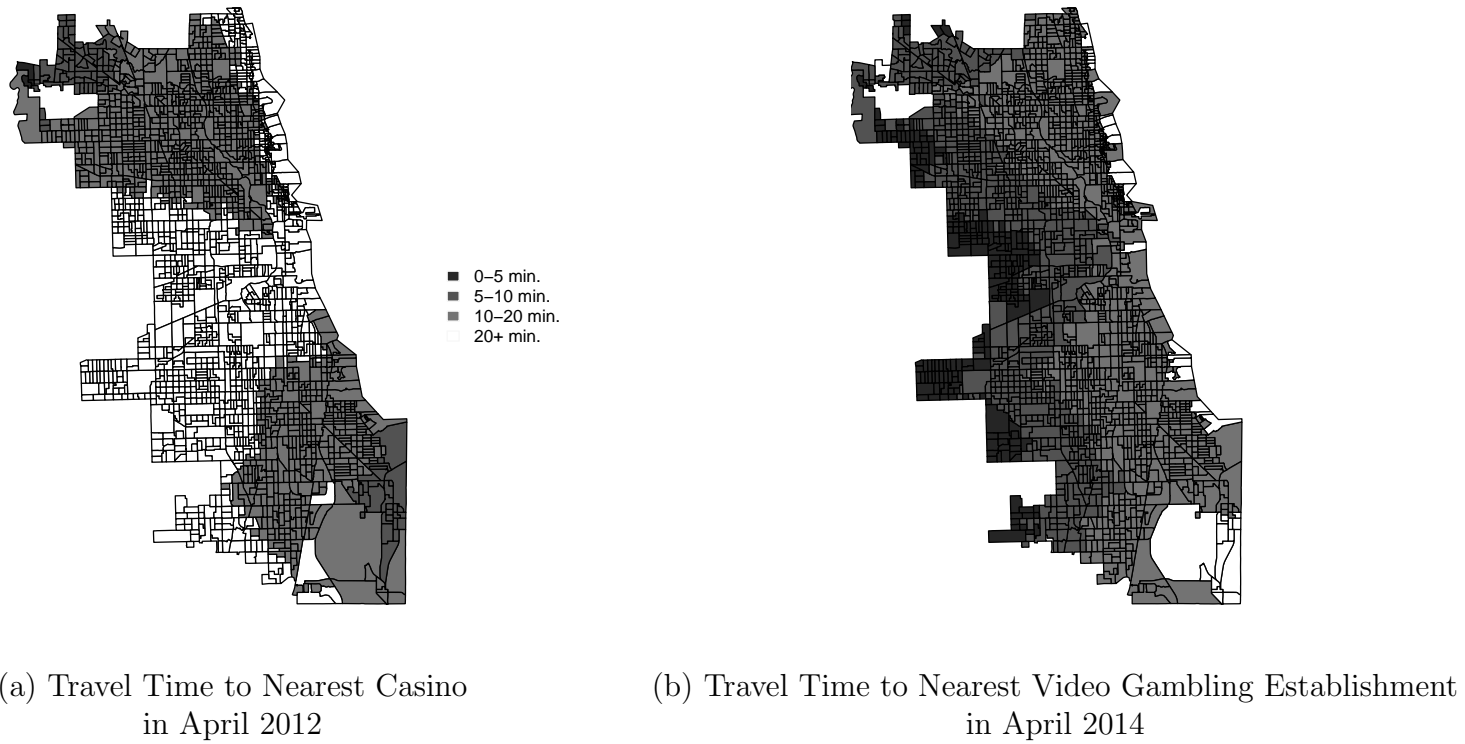 0–5 min.
5–10 min.
10–20 min.
20+ min.
(a) Travel Time to Nearest Casino
in April 2012
(b) Travel Time to Nearest Video Gambling Establishment
in April 2014